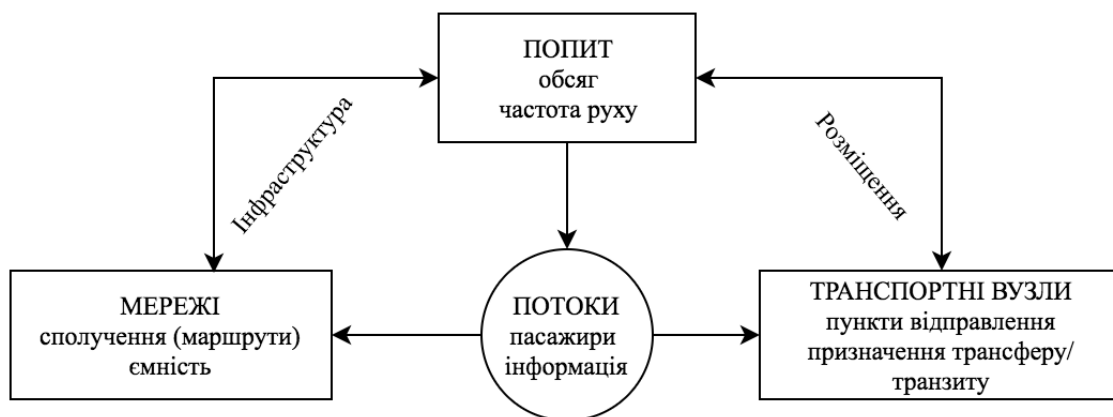 ПОПИТ
обсяг
частота руху
Інфраструктура
Розміщення
МЕРЕЖІ
сполучення (маршрути)
ємність
ПОТОКИ
пасажири
інформація
ТРАНСПОРТНІ ВУЗЛИ
пункти відправлення
призначення трансферу/
транзиту